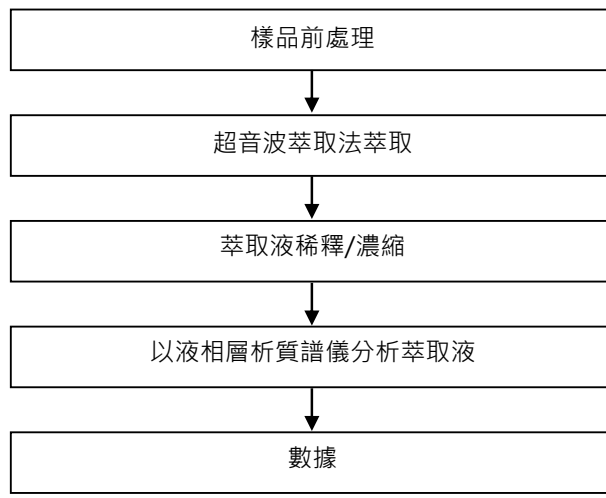 樣品前處理
超音波萃取法萃取
萃取液稀釋/濃縮
以液相層析質譜儀分析萃取液
數據